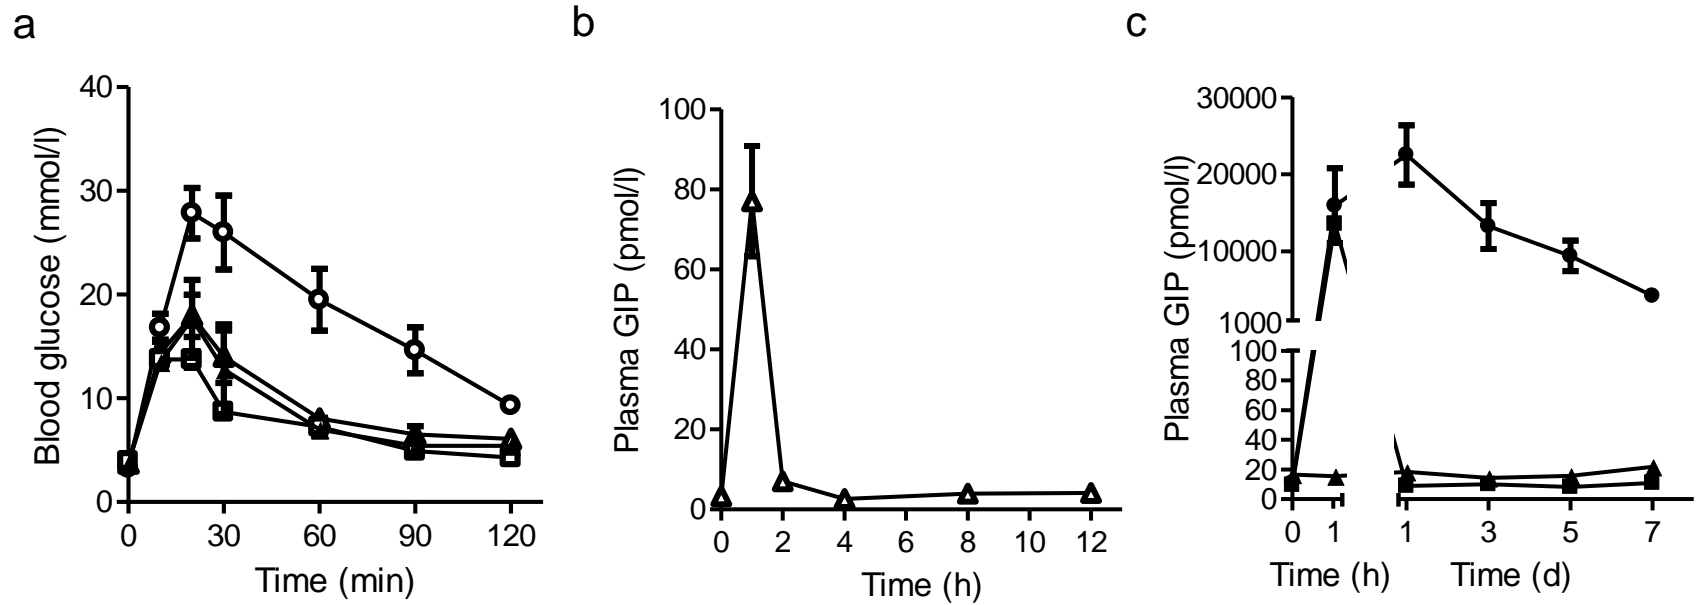 a
b
c
40
30
20
10
0
Blood glucose (mmol/l)
0 30 60 90 120
Time (min)
100
80
60
40
20
0
Plasma GIP (pmol/l)
0 2 4 6 8 10 12
Time (h)
30000
20000
10000
1000
100
80
60
40
20
0
Plasma GIP (pmol/l)
0 1 1 3 5 7
Time (h) Time (d)